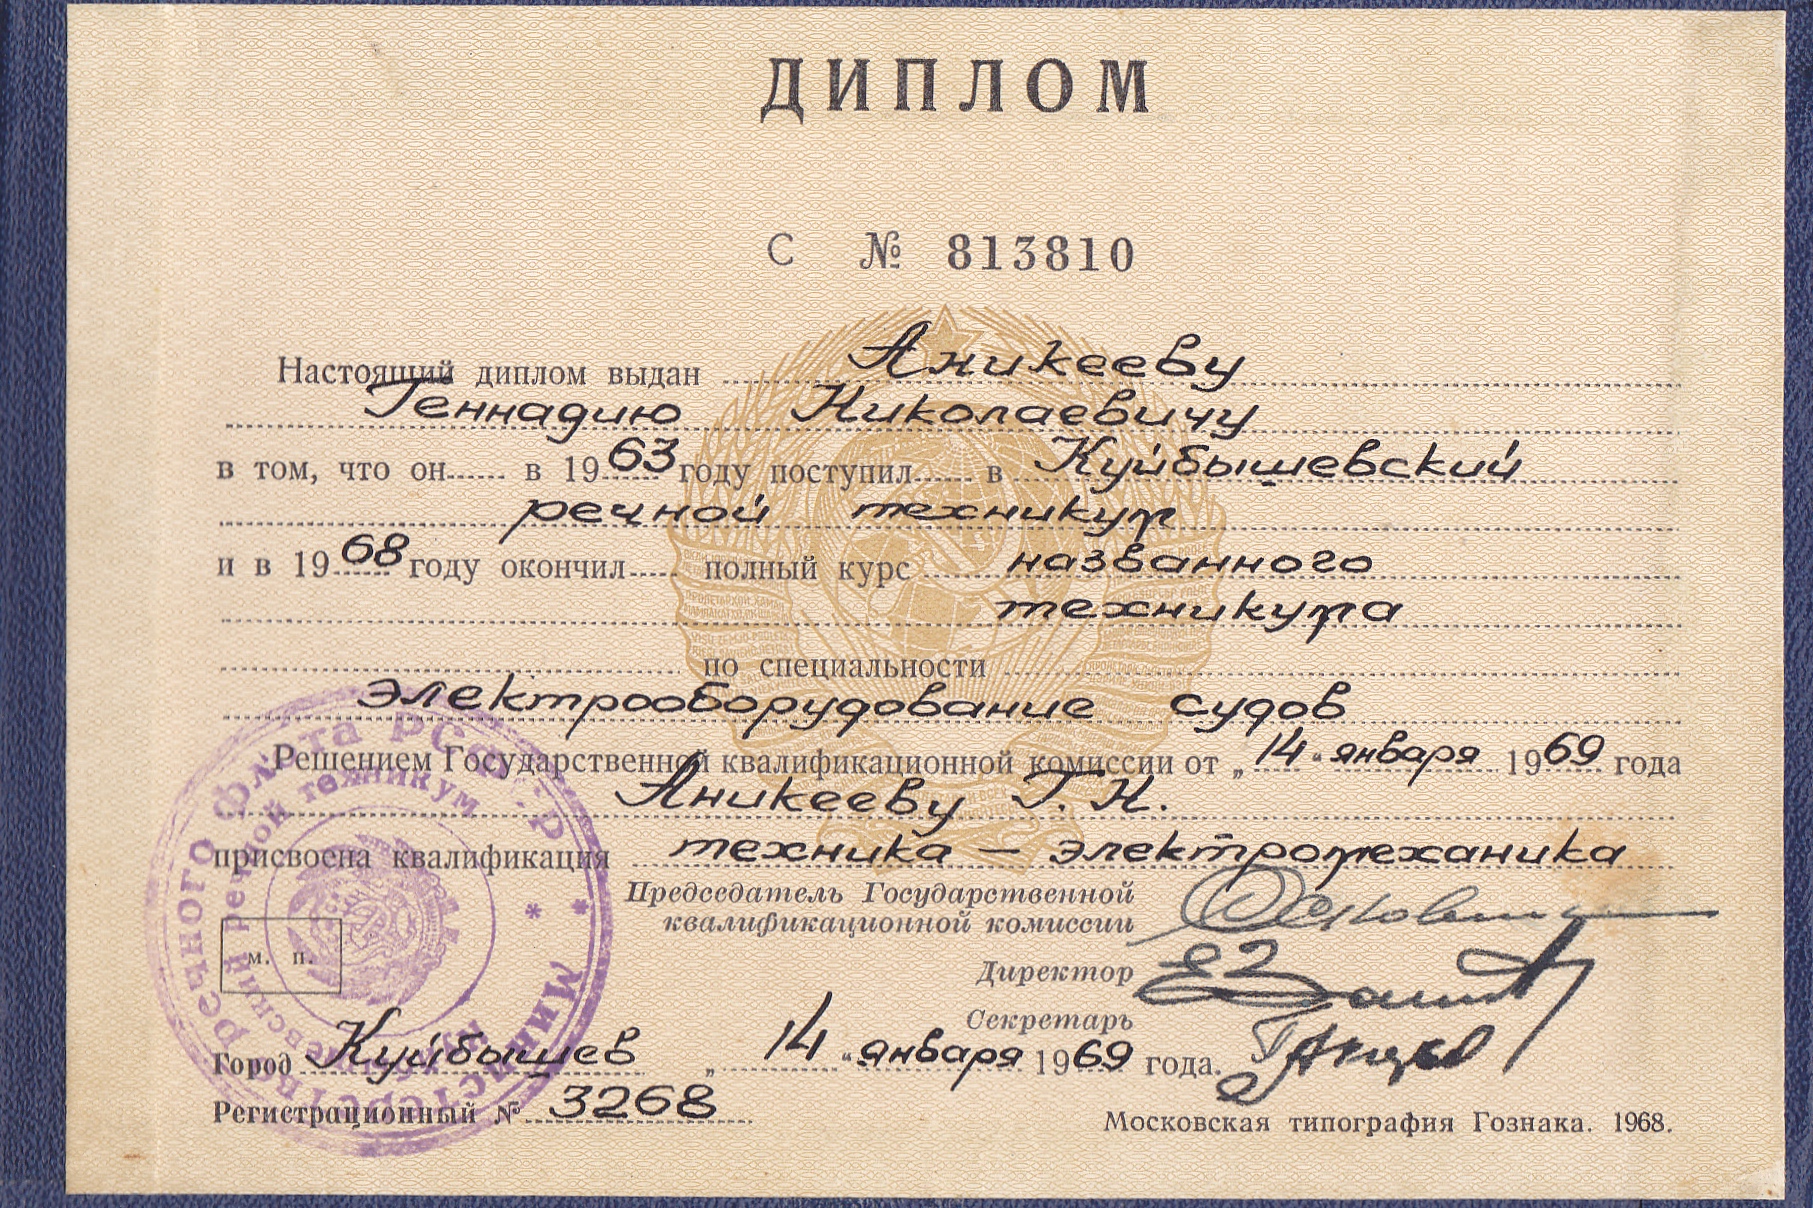 ДИПЛОМ
С № 813810
Настоящий диплом выдан Аникееву
Геннадию Николаевичу
в том, что он в 1963 году поступил в Куйбышевский
речной техникум
и в 1968 году окончил полный курс названного
техникума
по специальности
электрооборудование судов
Решением Государственной квалификационной комиссии от „14“ января 1969 года
Аникееву Г. Н.
присвоена квалификация техника — электромеханика
Председатель Государственной
квалификационной комиссии
Директор
Секретарь
м. п.
Город Куйбышев „14“ января 1969 года.
Регистрационный № 3268
Московская типография Гознака. 1968.
* Министерство речного флота РСФСР *
Куйбышевский речной техникум *